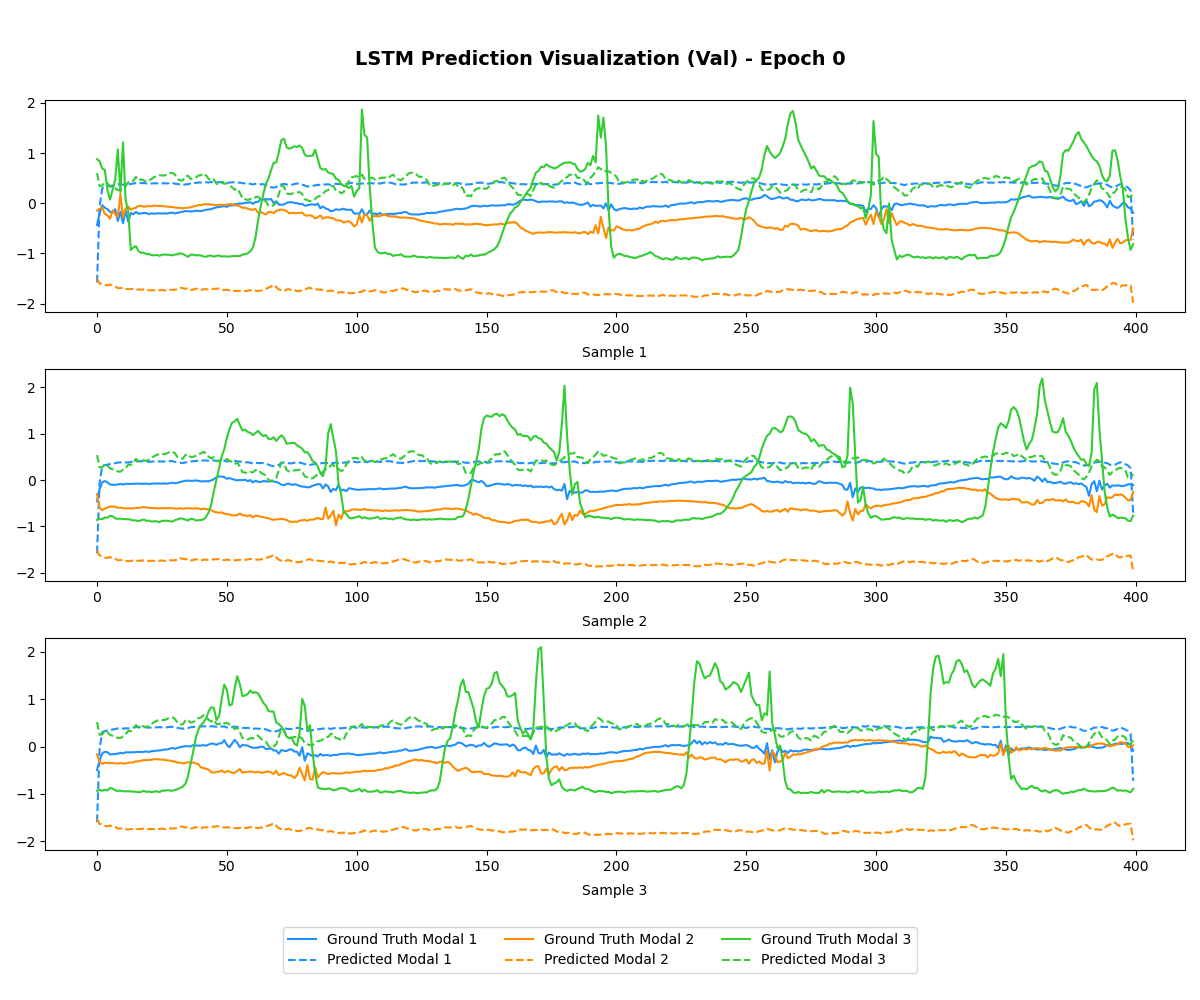 LSTM Prediction Visualization (Val) - Epoch 0
2
1
0
−1
−2
0 50 100 150 200 250 300 350 400
Sample 1
2
1
0
−1
−2
0 50 100 150 200 250 300 350 400
Sample 2
2
1
0
−1
−2
0 50 100 150 200 250 300 350 400
Sample 3
Ground Truth Modal 1 Ground Truth Modal 2 Ground Truth Modal 3
Predicted Modal 1 Predicted Modal 2 Predicted Modal 3